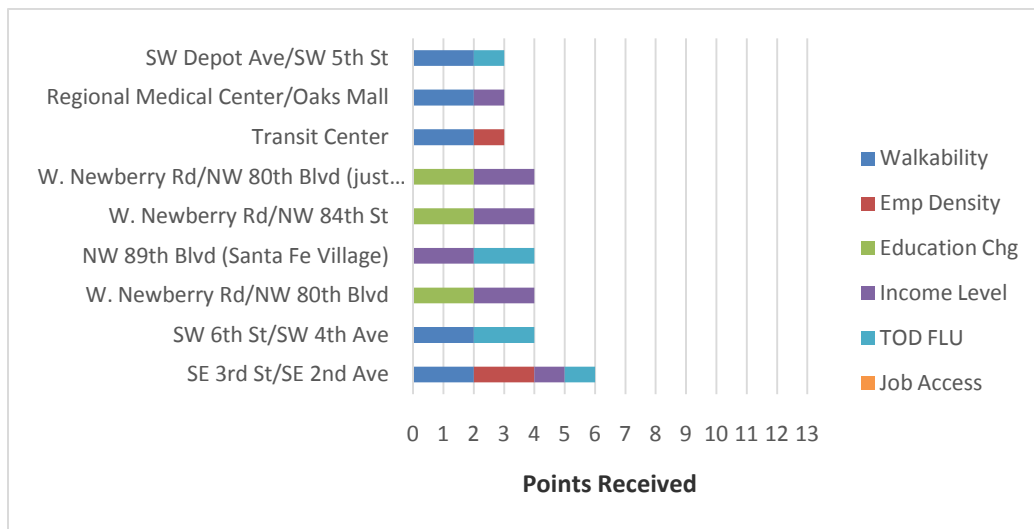 SW Depot Ave/SW 5th St
Regional Medical Center/Oaks Mall
Transit Center
W. Newberry Rd/NW 80th Blvd (just...
W. Newberry Rd/NW 84th St
NW 89th Blvd (Santa Fe Village)
W. Newberry Rd/NW 80th Blvd
SW 6th St/SW 4th Ave
SE 3rd St/SE 2nd Ave
0 1 2 3 4 5 6 7 8 9 10 11 12 13
Points Received
Walkability
Emp Density
Education Chg
Income Level
TOD FLU
Job Access